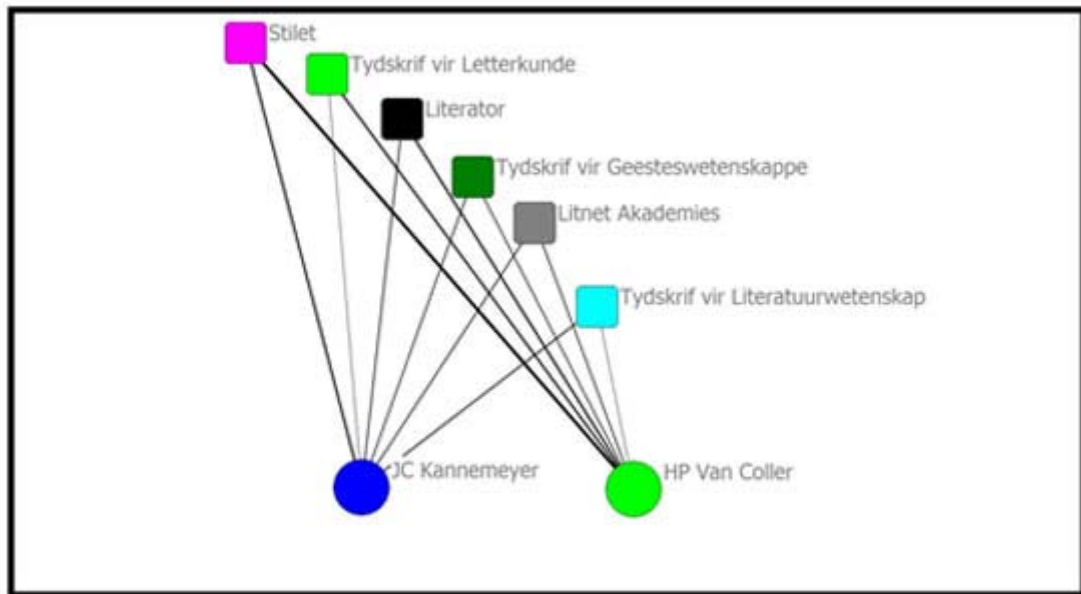 Stilet
Tydskrif vir Letterkunde
Literator
Tydskrif vir Geesteswetenskappe
Litnet Akademies
Tydskrif vir Literatuurwetenskap
JC Kannemeyer
HP Van Coller